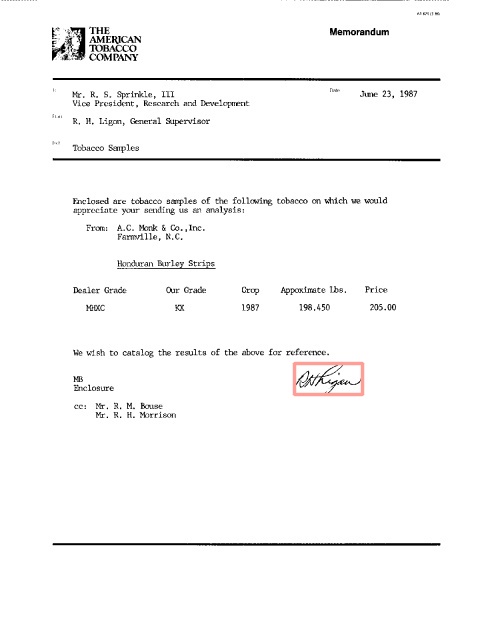 THE
AMERICAN
TOBACCO
COMPANY
Memorandum
Mr. R. S. Sprinkle, III
Vice President, Research and Development
Date
June 23, 1987
R. H. Ligon, General Supervisor
Tobacco Samples
Enclosed are tobacco samples of the following tobacco on which we would
appreciate your sending us an analysis:
From: A.C. Monk & Co.,Inc.
Farmville, N.C.
Honduran Burley Strips
Dealer Grade Our Grade Crop Appoximate lbs. Price
MHXC KX 1987 198.450 205.00
We wish to catalog the results of the above for reference.
RHLigon
MB
Enclosure
cc: Mr. R. M. Bouse
Mr. R. H. Morrison